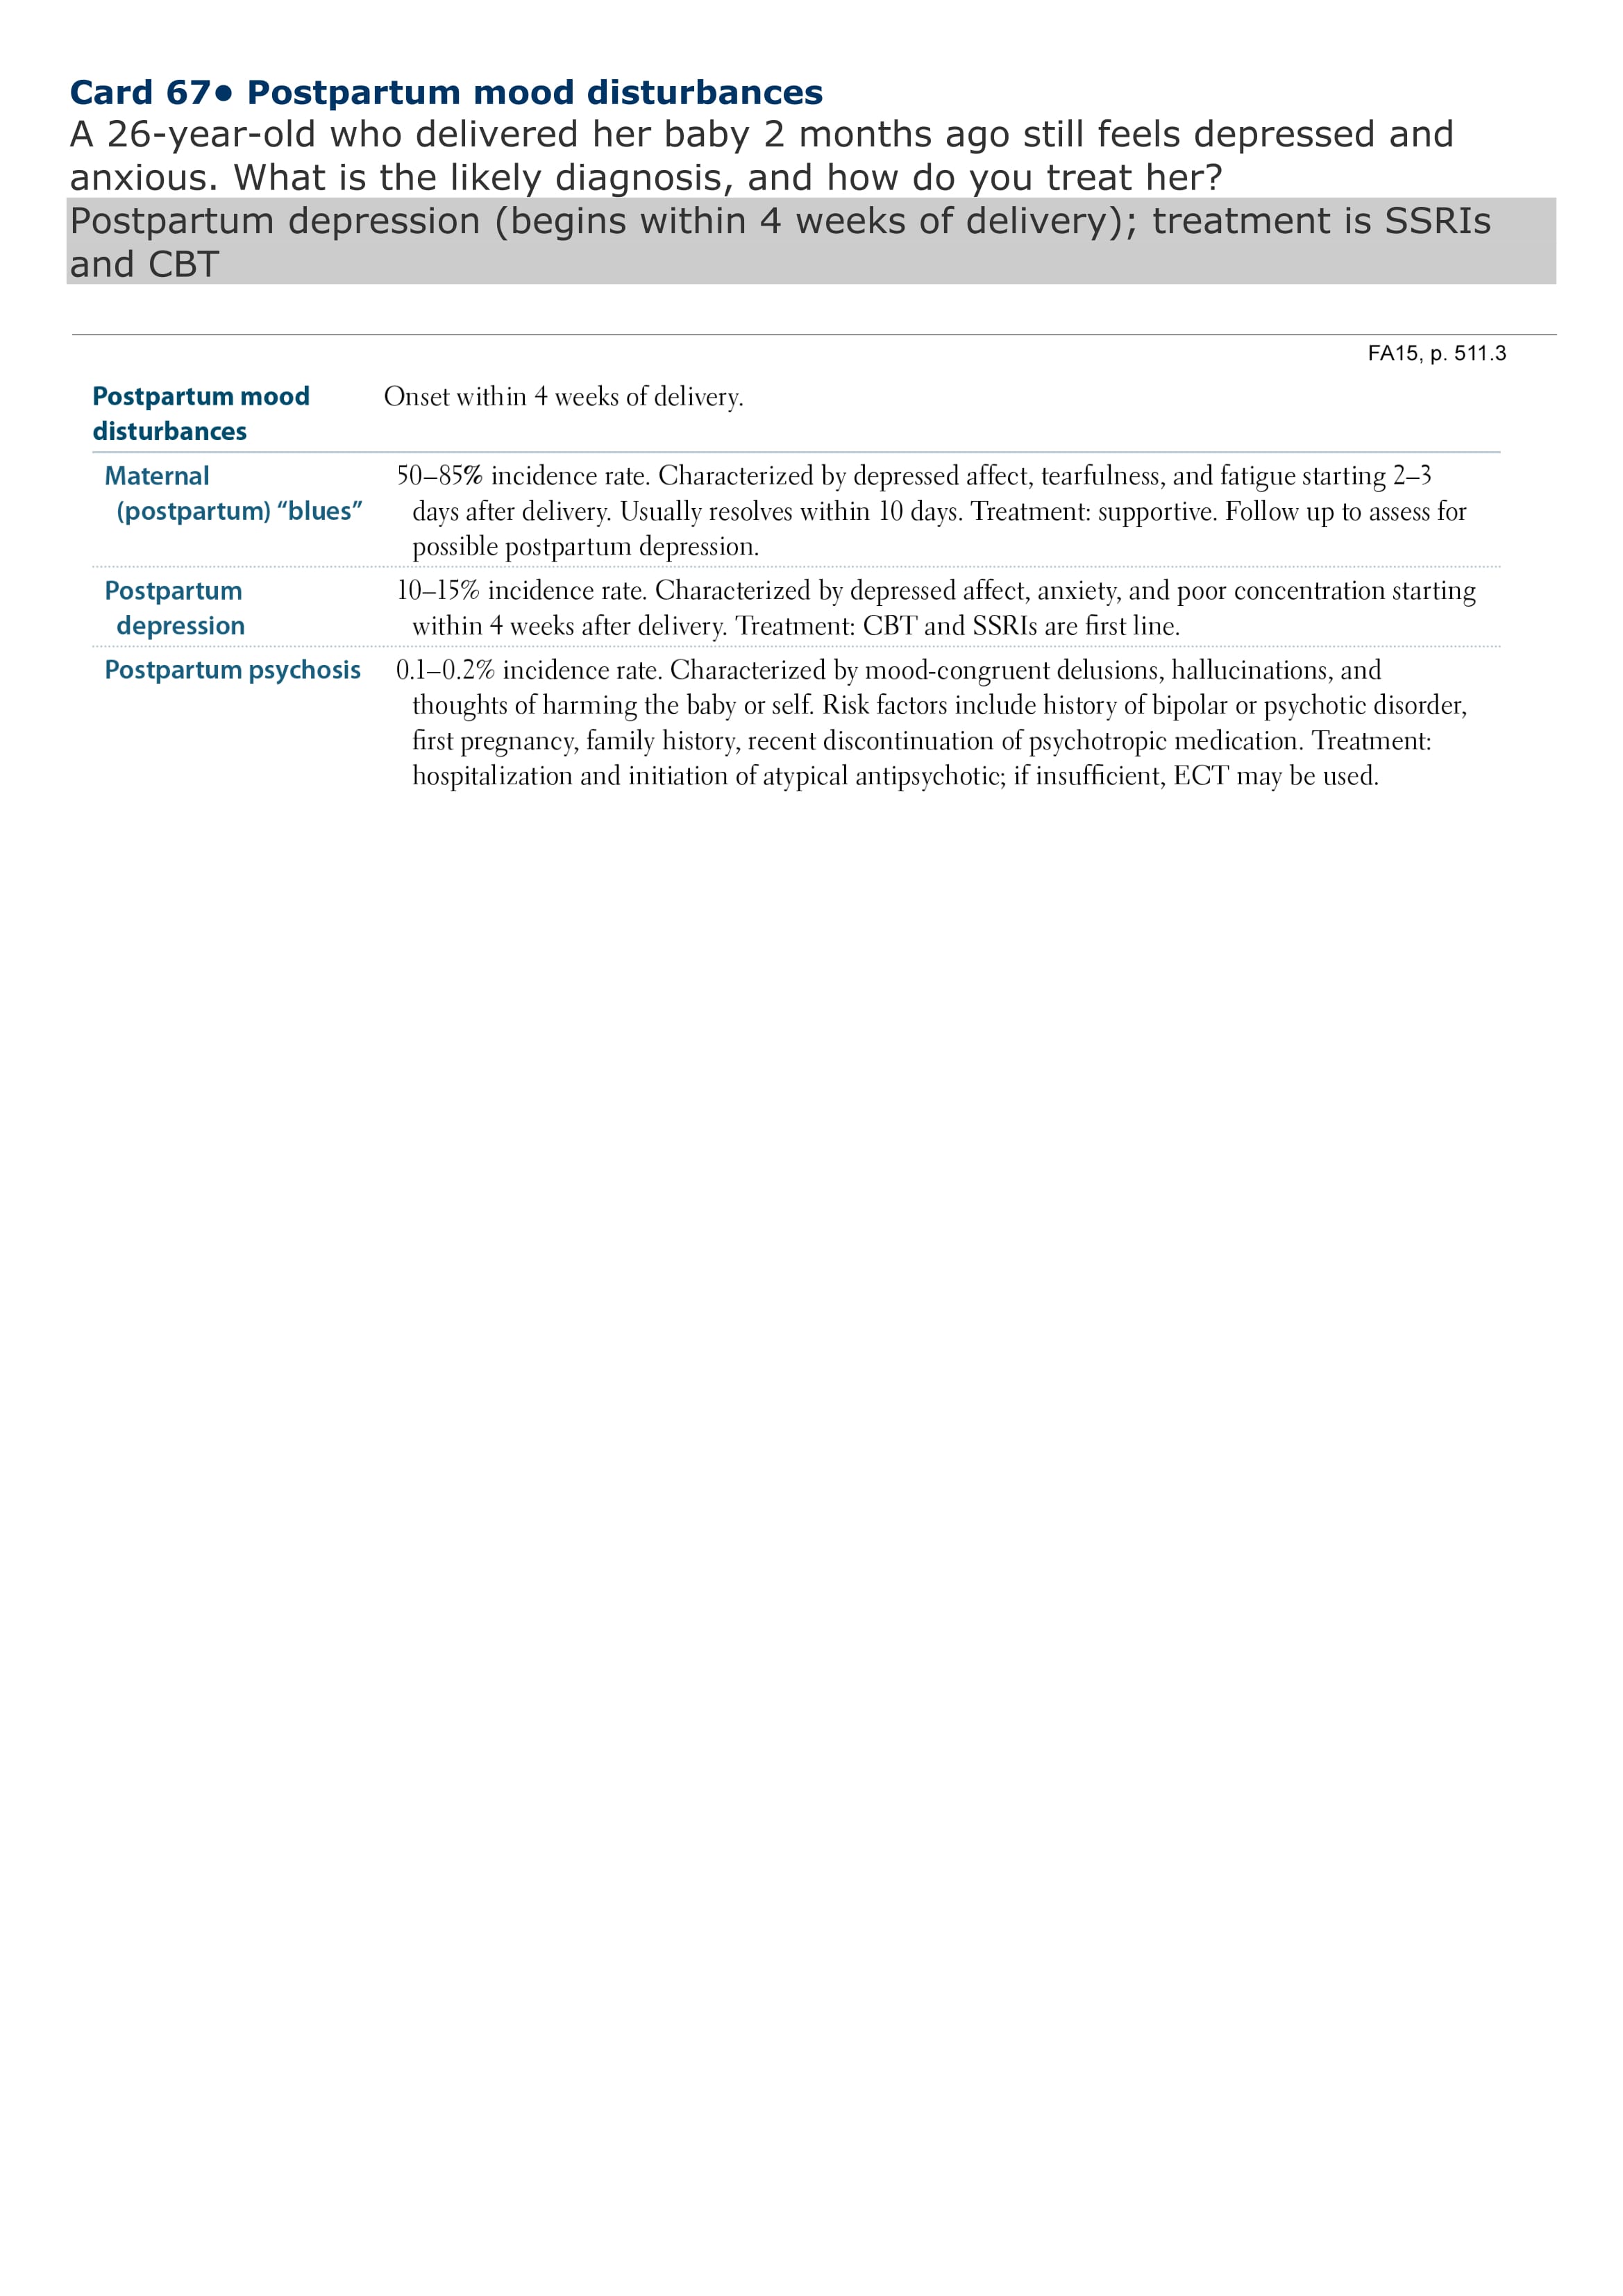 Card 67● Postpartum mood disturbances
A 26-year-old who delivered her baby 2 months ago still feels depressed and
anxious. What is the likely diagnosis, and how do you treat her?
Postpartum depression (begins within 4 weeks of delivery); treatment is SSRIs
and CBT
FA15, p. 511.3
Postpartum mood
disturbances
Onset within 4 weeks of delivery.
Maternal
(postpartum) “blues”
50–85% incidence rate. Characterized by depressed affect, tearfulness, and fatigue starting 2–3
days after delivery. Usually resolves within 10 days. Treatment: supportive. Follow up to assess for
possible postpartum depression.
Postpartum
depression
10–15% incidence rate. Characterized by depressed affect, anxiety, and poor concentration starting
within 4 weeks after delivery. Treatment: CBT and SSRIs are first line.
Postpartum psychosis
0.1–0.2% incidence rate. Characterized by mood-congruent delusions, hallucinations, and
thoughts of harming the baby or self. Risk factors include history of bipolar or psychotic disorder,
first pregnancy, family history, recent discontinuation of psychotropic medication. Treatment:
hospitalization and initiation of atypical antipsychotic; if insufficient, ECT may be used.